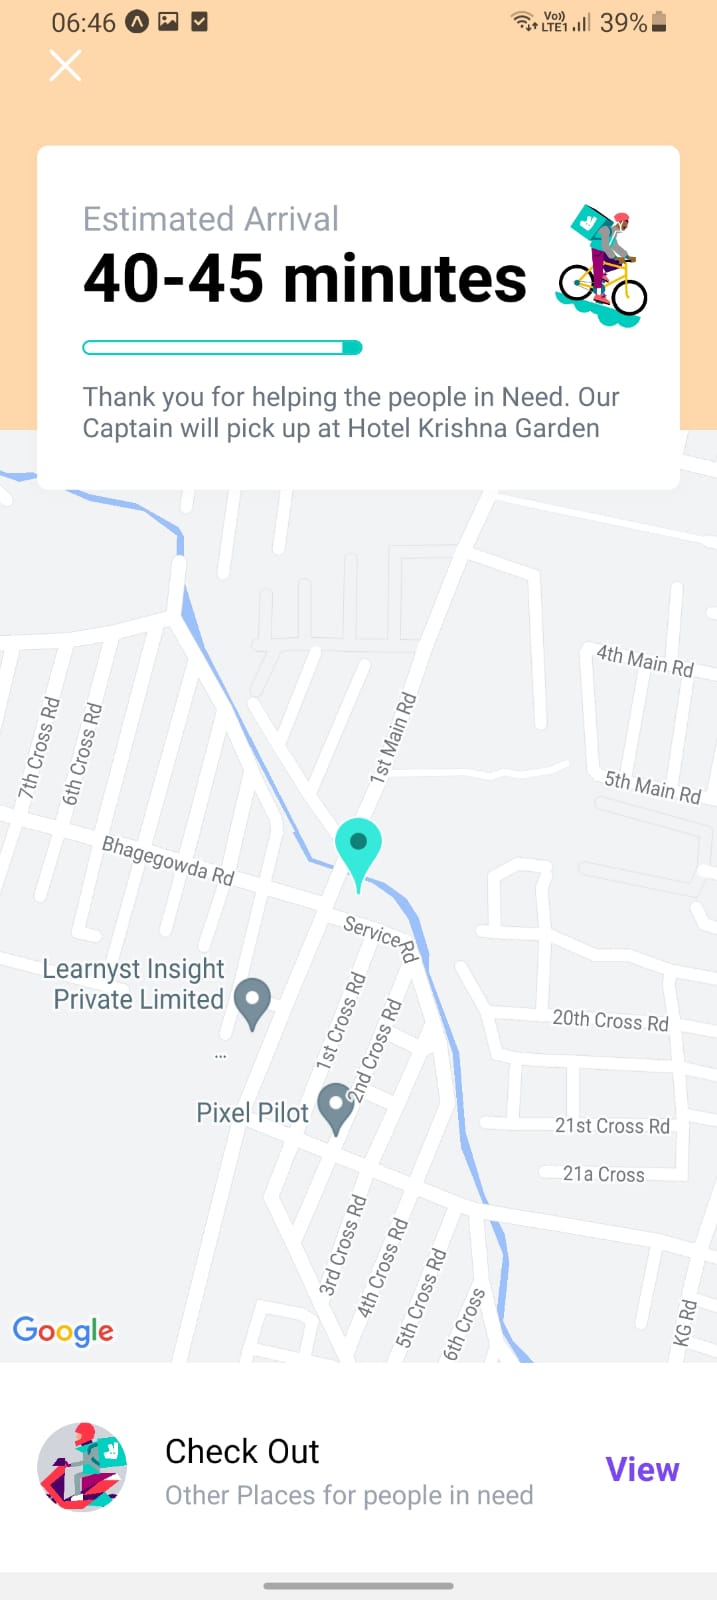 06:46
Vo))
LTE1
39%
Estimated Arrival
40-45 minutes
Thank you for helping the people in Need. Our
Captain will pick up at Hotel Krishna Garden
4th Main Rd
1st Main Rd
7th Cross Rd
6th Cross Rd
5th Main Rd
Bhagegowda Rd
Service Rd
Learnyst Insight
Private Limited
1st Cross Rd
2nd Cross Rd
20th Cross Rd
...
Pixel Pilot
21st Cross Rd
21a Cross
3rd Cross Rd
4th Cross Rd
5th Cross Rd
6th Cross
KG Rd
Google
Check Out
View
Other Places for people in need